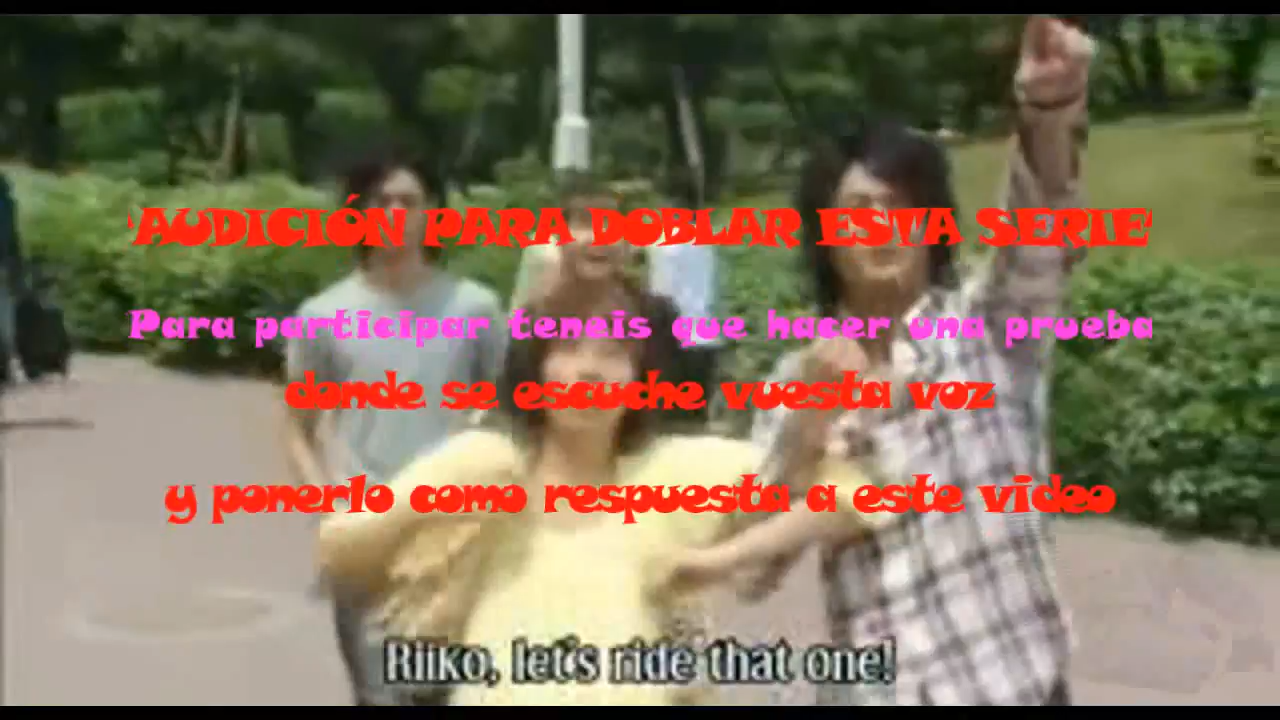 "AUDICIÓN PARA DOBLAR ESTA SERIE"
Para participar teneis que hacer una prueba
donde se escuche vuesta voz
y ponerlo como respuesta a este video
Riiko, let's ride that one!